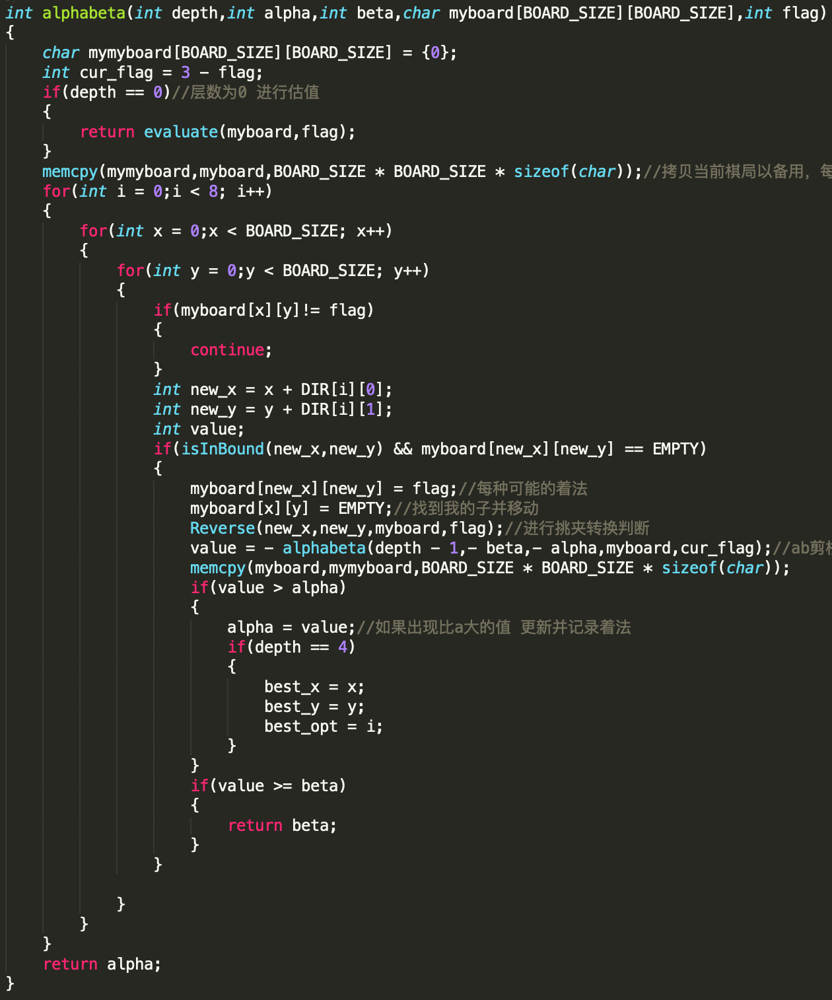 int alphabeta(int depth,int alpha,int beta,char myboard[BOARD_SIZE][BOARD_SIZE],int flag)
{
    char mymyboard[BOARD_SIZE][BOARD_SIZE] = {0};
    int cur_flag = 3 - flag;
    if(depth == 0)//层数为0 进行估值
    {
        return evaluate(myboard,flag);
    }
    memcpy(mymyboard,myboard,BOARD_SIZE * BOARD_SIZE * sizeof(char));//拷贝当前棋局以备用，每
    for(int i = 0;i < 8; i++)
    {
        for(int x = 0;x < BOARD_SIZE; x++)
        {
            for(int y = 0;y < BOARD_SIZE; y++)
            {
                if(myboard[x][y]!= flag)
                {
                    continue;
                }
                int new_x = x + DIR[i][0];
                int new_y = y + DIR[i][1];
                int value;
                if(isInBound(new_x,new_y) && myboard[new_x][new_y] == EMPTY)
                {
                    myboard[new_x][new_y] = flag;//每种可能的着法
                    myboard[x][y] = EMPTY;//找到我的子并移动
                    Reverse(new_x,new_y,myboard,flag);//进行挑夹转换判断
                    value = - alphabeta(depth - 1,- beta,- alpha,myboard,cur_flag);//ab剪
                    memcpy(myboard,mymyboard,BOARD_SIZE * BOARD_SIZE * sizeof(char));
                    if(value > alpha)
                    {
                        alpha = value;//如果出现比a大的值 更新并记录着法
                        if(depth == 4)
                        {
                            best_x = x;
                            best_y = y;
                            best_opt = i;
                        }
                    }
                    if(value >= beta)
                    {
                        return beta;
                    }
                }
            }
        }
    }
    return alpha;
}